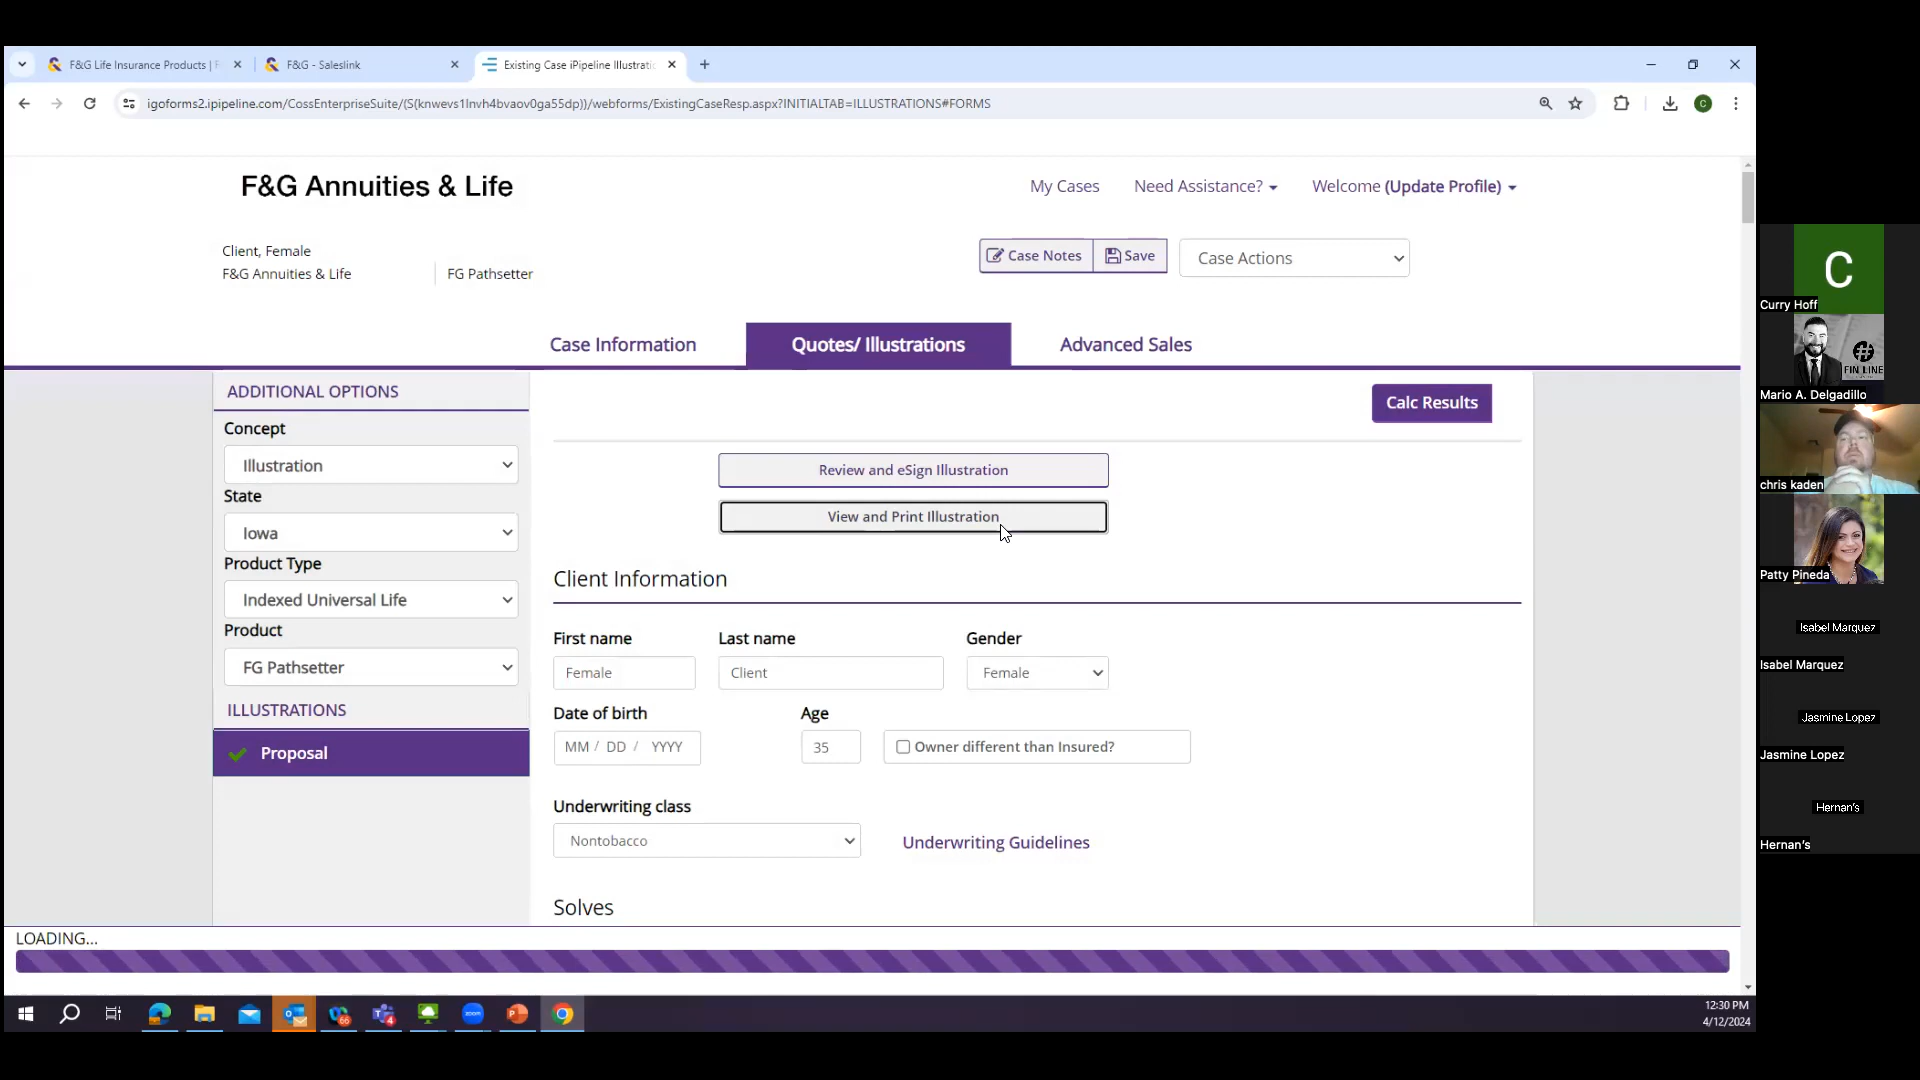 F&G Life Insurance Products | F
F&G - Saleslink
Existing Case iPipeline Illustratio
igoforms2.ipipeline.com/CossEnterpriseSuite/(S(knwevs1lnvh4bvaov0ga55dp))/webforms/ExistingCaseResp.aspx?INITIALTAB=ILLUSTRATIONS#FORMS
C
F&G Annuities & Life
My Cases
Need Assistance?
Welcome (Update Profile)
Client, Female
F&G Annuities & Life
FG Pathsetter
Case Notes
Save
Case Actions
Case Information
Quotes/ Illustrations
Advanced Sales
ADDITIONAL OPTIONS
Concept
Illustration
State
Iowa
Product Type
Indexed Universal Life
Product
FG Pathsetter
ILLUSTRATIONS
Proposal
Calc Results
Review and eSign Illustration
View and Print Illustration
Client Information
First name
Last name
Gender
Female
Client
Female
Date of birth
Age
MM / DD / YYYY
35
Owner different than Insured?
Underwriting class
Nontobacco
Underwriting Guidelines
Solves
LOADING...
66
4
zoom
P
12:30 PM
4/12/2024
C
Curry Hoff
#
FIN LINE
Mario A. Delgadillo
chris kaden
Patty Pineda
Isabel Marquez
Isabel Marquez
Jasmine Lopez
Jasmine Lopez
Hernan's
Hernan's